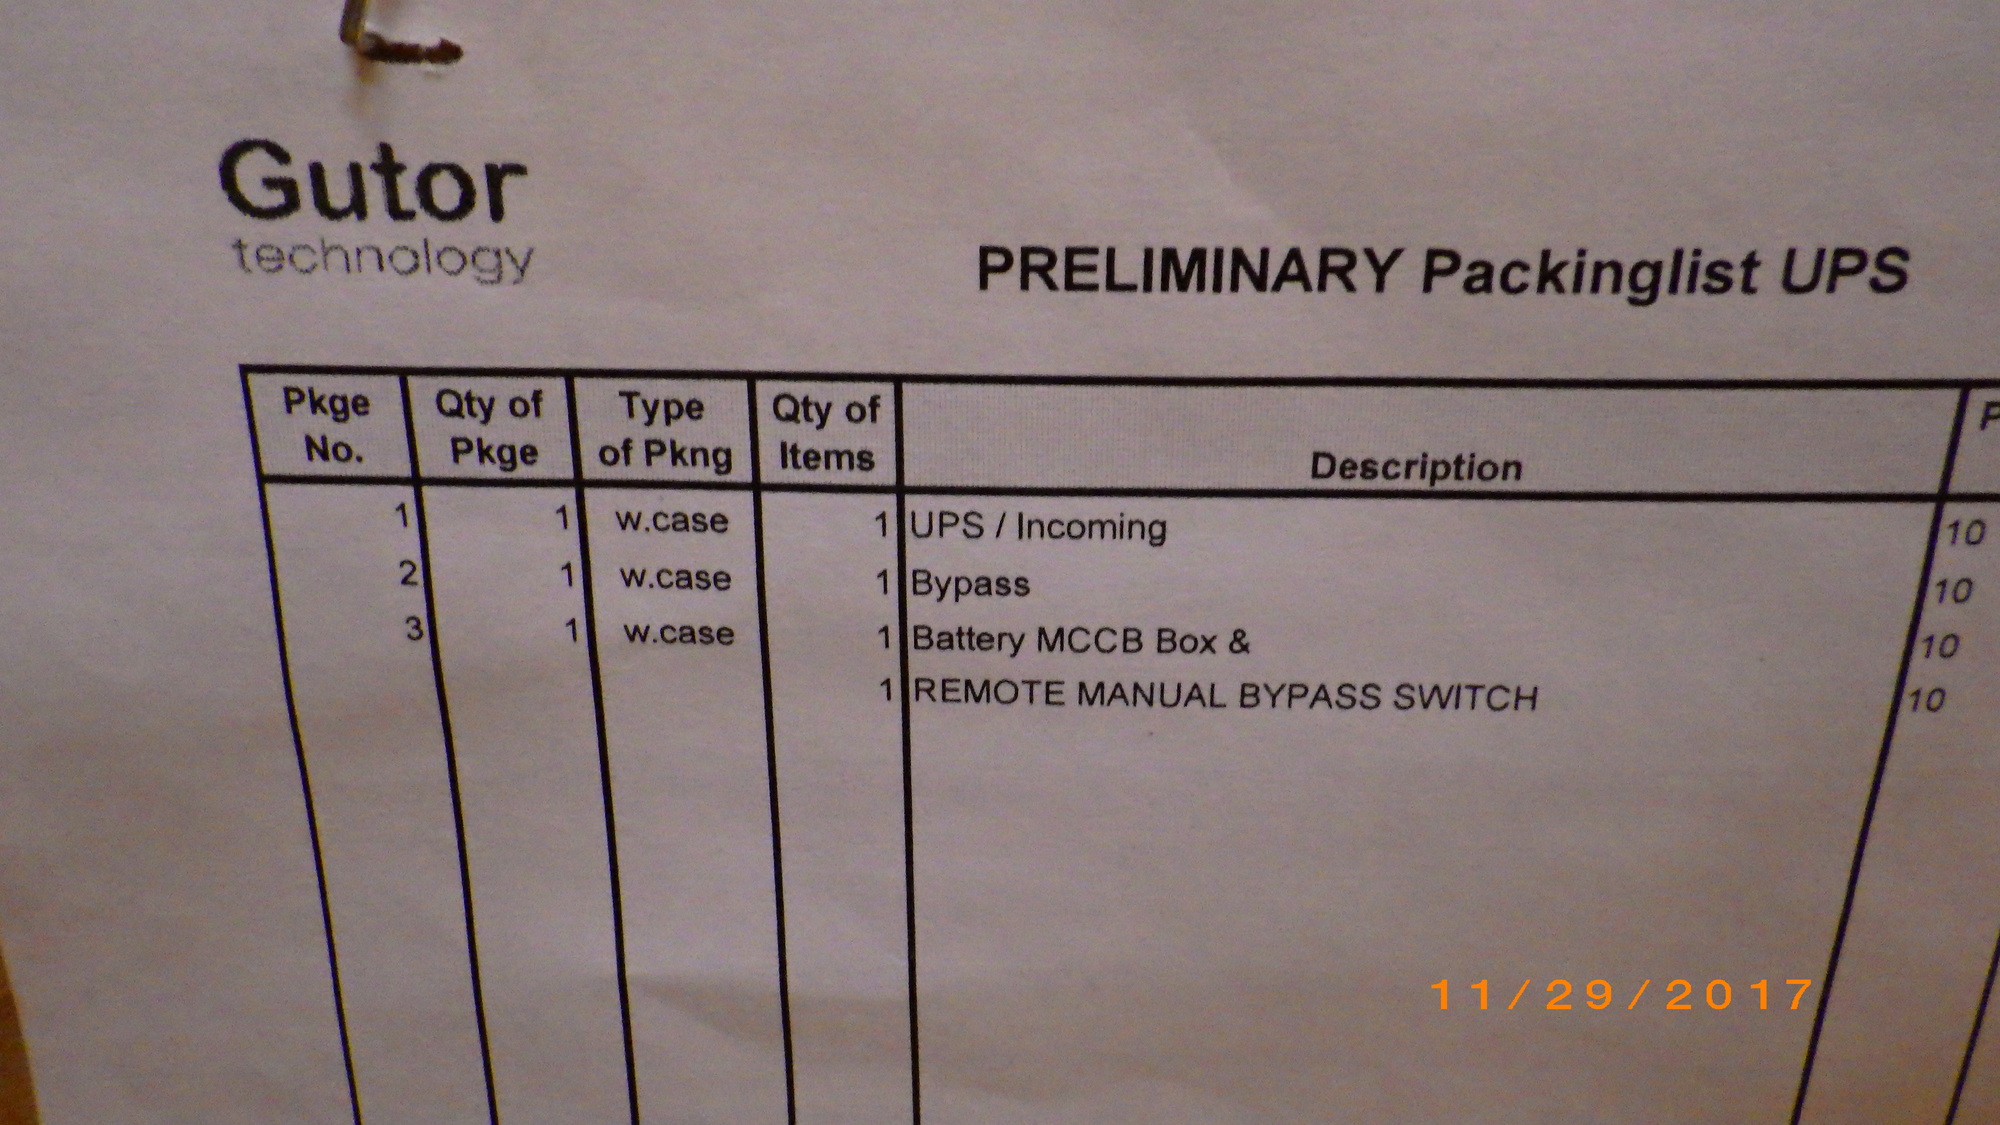 Gutor
technology
PRELIMINARY Packinglist UPS
Pkge No. Qty of Pkge Type of Pkng Qty of Items Description P
1 1 w.case 1 UPS / Incoming 10
2 1 w.case 1 Bypass 10
3 1 w.case 1 Battery MCCB Box & 10
1 REMOTE MANUAL BYPASS SWITCH 10
11/29/2017